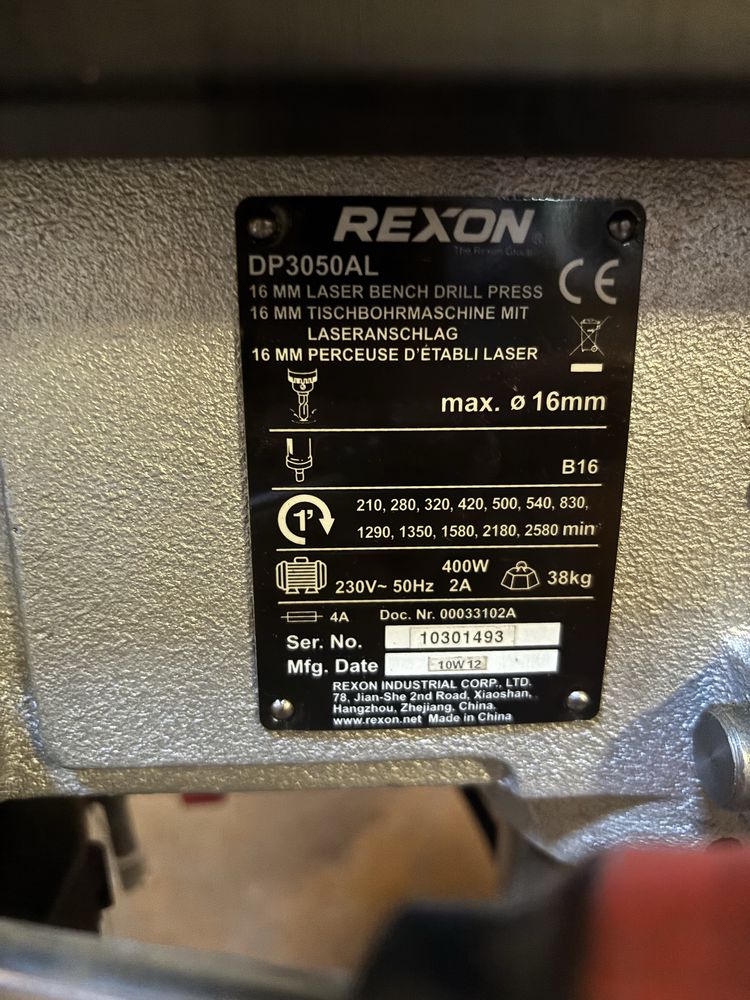 REXON
The Rexon Group
DP3050AL
CE
16 MM LASER BENCH DRILL PRESS
16 MM TISCHBOHRMASCHINE MIT
LASERANSCHLAG
16 MM PERCEUSE D'ÉTABLI LASER
max. ø 16mm
B16
1'
210, 280, 320, 420, 500, 540, 830,
1290, 1350, 1580, 2180, 2580 min
400W
230V~ 50Hz 2A
38kg
4A Doc. Nr. 00033102A
Ser. No. 10301493
Mfg. Date 10W12
REXON INDUSTRIAL CORP., LTD.
78, Jian-She 2nd Road, Xiaoshan,
Hangzhou, Zhejiang, China.
www.rexon.net Made in China